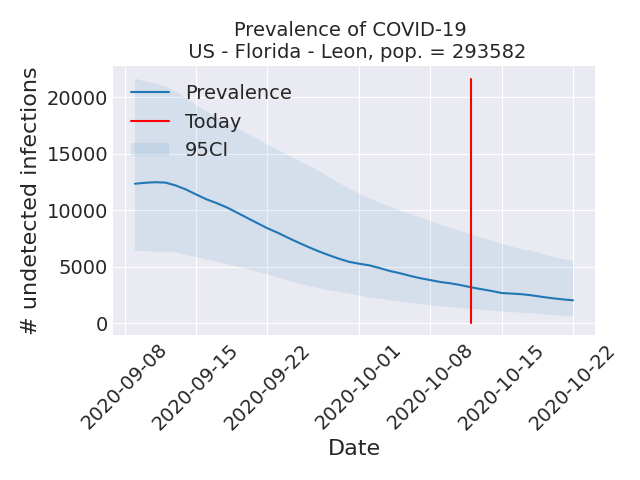 Prevalence of COVID-19
US - Florida - Leon, pop. = 293582
# undetected infections
20000
15000
10000
5000
0
Prevalence
Today
95CI
2020-09-08
2020-09-15
2020-09-22
2020-10-01
2020-10-08
2020-10-15
2020-10-22
Date